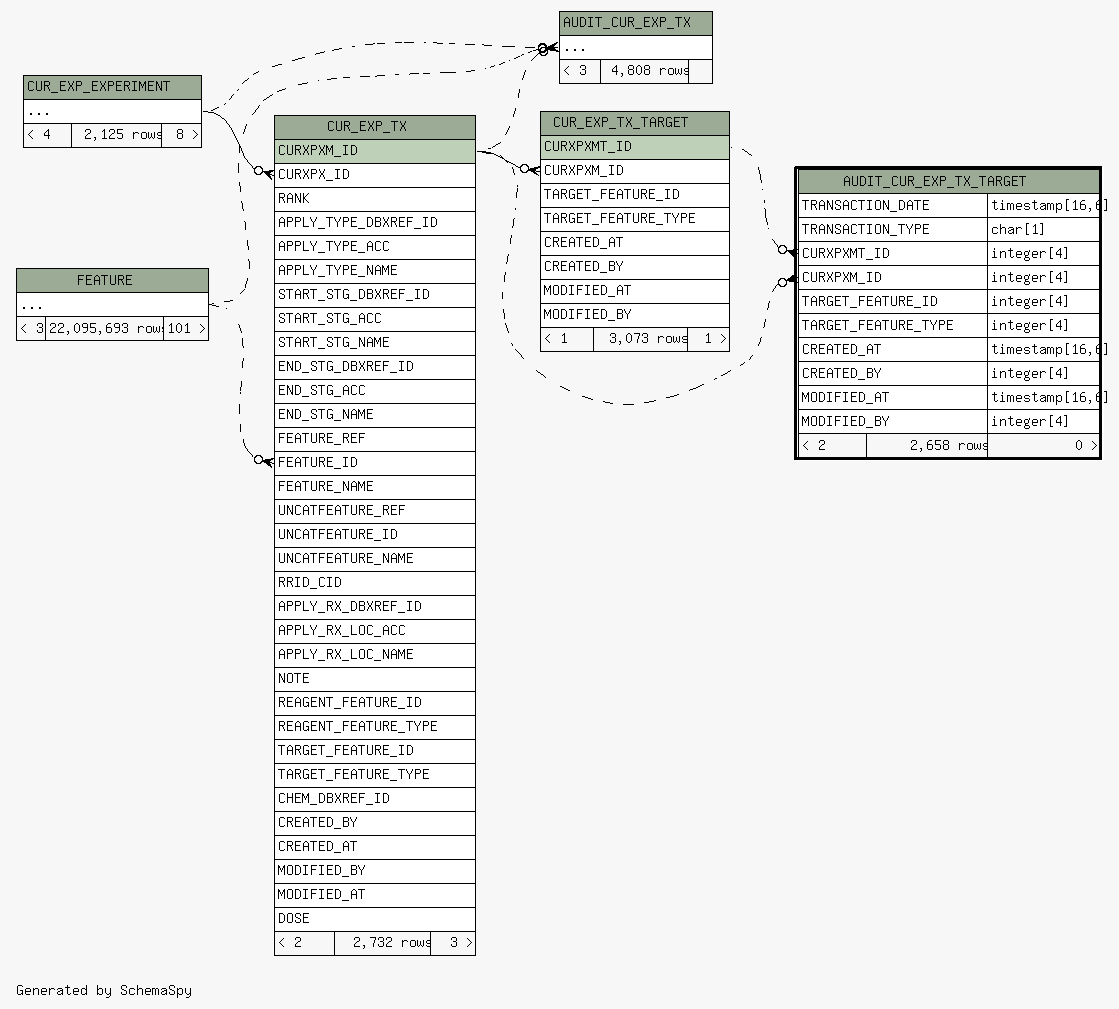 AUDIT_CUR_EXP_TX
...
< 3 4,808 rows
CUR_EXP_EXPERIMENT
...
< 4 2,125 rows 8 >
FEATURE
...
< 3 22,095,693 rows 101 >
CUR_EXP_TX
CURXPXM_ID
CURXPX_ID
RANK
APPLY_TYPE_DBXREF_ID
APPLY_TYPE_ACC
APPLY_TYPE_NAME
START_STG_DBXREF_ID
START_STG_ACC
START_STG_NAME
END_STG_DBXREF_ID
END_STG_ACC
END_STG_NAME
FEATURE_REF
FEATURE_ID
FEATURE_NAME
UNCATFEATURE_REF
UNCATFEATURE_ID
UNCATFEATURE_NAME
RRID_CID
APPLY_RX_DBXREF_ID
APPLY_RX_LOC_ACC
APPLY_RX_LOC_NAME
NOTE
REAGENT_FEATURE_ID
REAGENT_FEATURE_TYPE
TARGET_FEATURE_ID
TARGET_FEATURE_TYPE
CHEM_DBXREF_ID
CREATED_BY
CREATED_AT
MODIFIED_BY
MODIFIED_AT
DOSE
< 2 2,732 rows 3 >
CUR_EXP_TX_TARGET
CURXPXMT_ID
CURXPXM_ID
TARGET_FEATURE_ID
TARGET_FEATURE_TYPE
CREATED_AT
CREATED_BY
MODIFIED_AT
MODIFIED_BY
< 1 3,073 rows 1 >
AUDIT_CUR_EXP_TX_TARGET
TRANSACTION_DATE timestamp[16,6]
TRANSACTION_TYPE char[1]
CURXPXMT_ID integer[4]
CURXPXM_ID integer[4]
TARGET_FEATURE_ID integer[4]
TARGET_FEATURE_TYPE integer[4]
CREATED_AT timestamp[16,6]
CREATED_BY integer[4]
MODIFIED_AT timestamp[16,6]
MODIFIED_BY integer[4]
< 2 2,658 rows 0 >
Generated by SchemaSpy